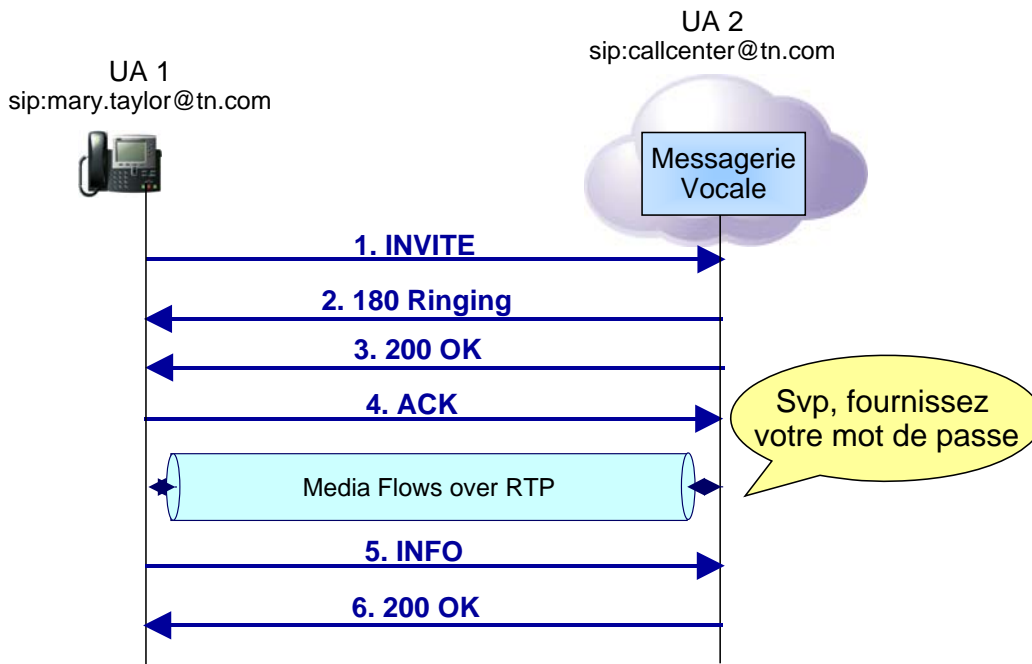 UA 2
sip:callcenter@tn.com
UA 1
sip:mary.taylor@tn.com
Messagerie
Vocale
1. INVITE
2. 180 Ringing
3. 200 OK
4. ACK
Svp, fournissez
votre mot de passe
Media Flows over RTP
5. INFO
6. 200 OK